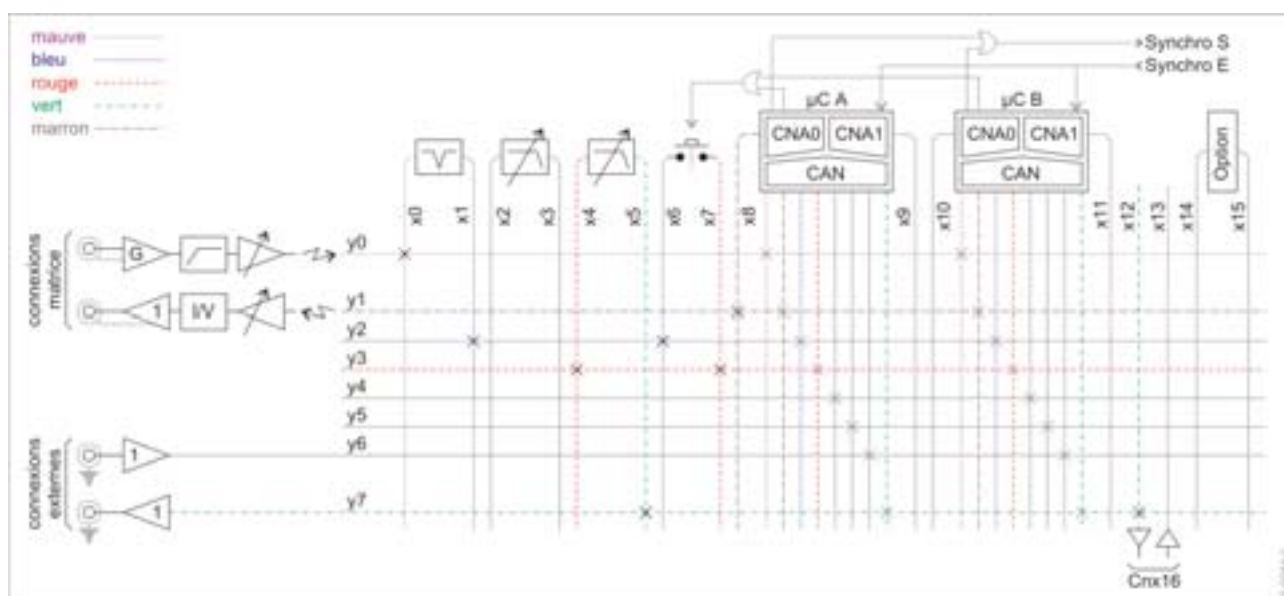 mauve
bleu
rouge
vert
marron
Synchro S
Synchro E
µC A
µC B
CNA0 CNA1
CAN
CNA0 CNA1
CAN
Option
x0 x1 x2 x3 x4 x5 x6 x7 x8 x9 x10 x11 x12 x13 x14 x15
connexions matrice
G
y0
1
I/V
y1
y2
y3
y4
y5
connexions externes
1
y6
1
y7
Cnx16